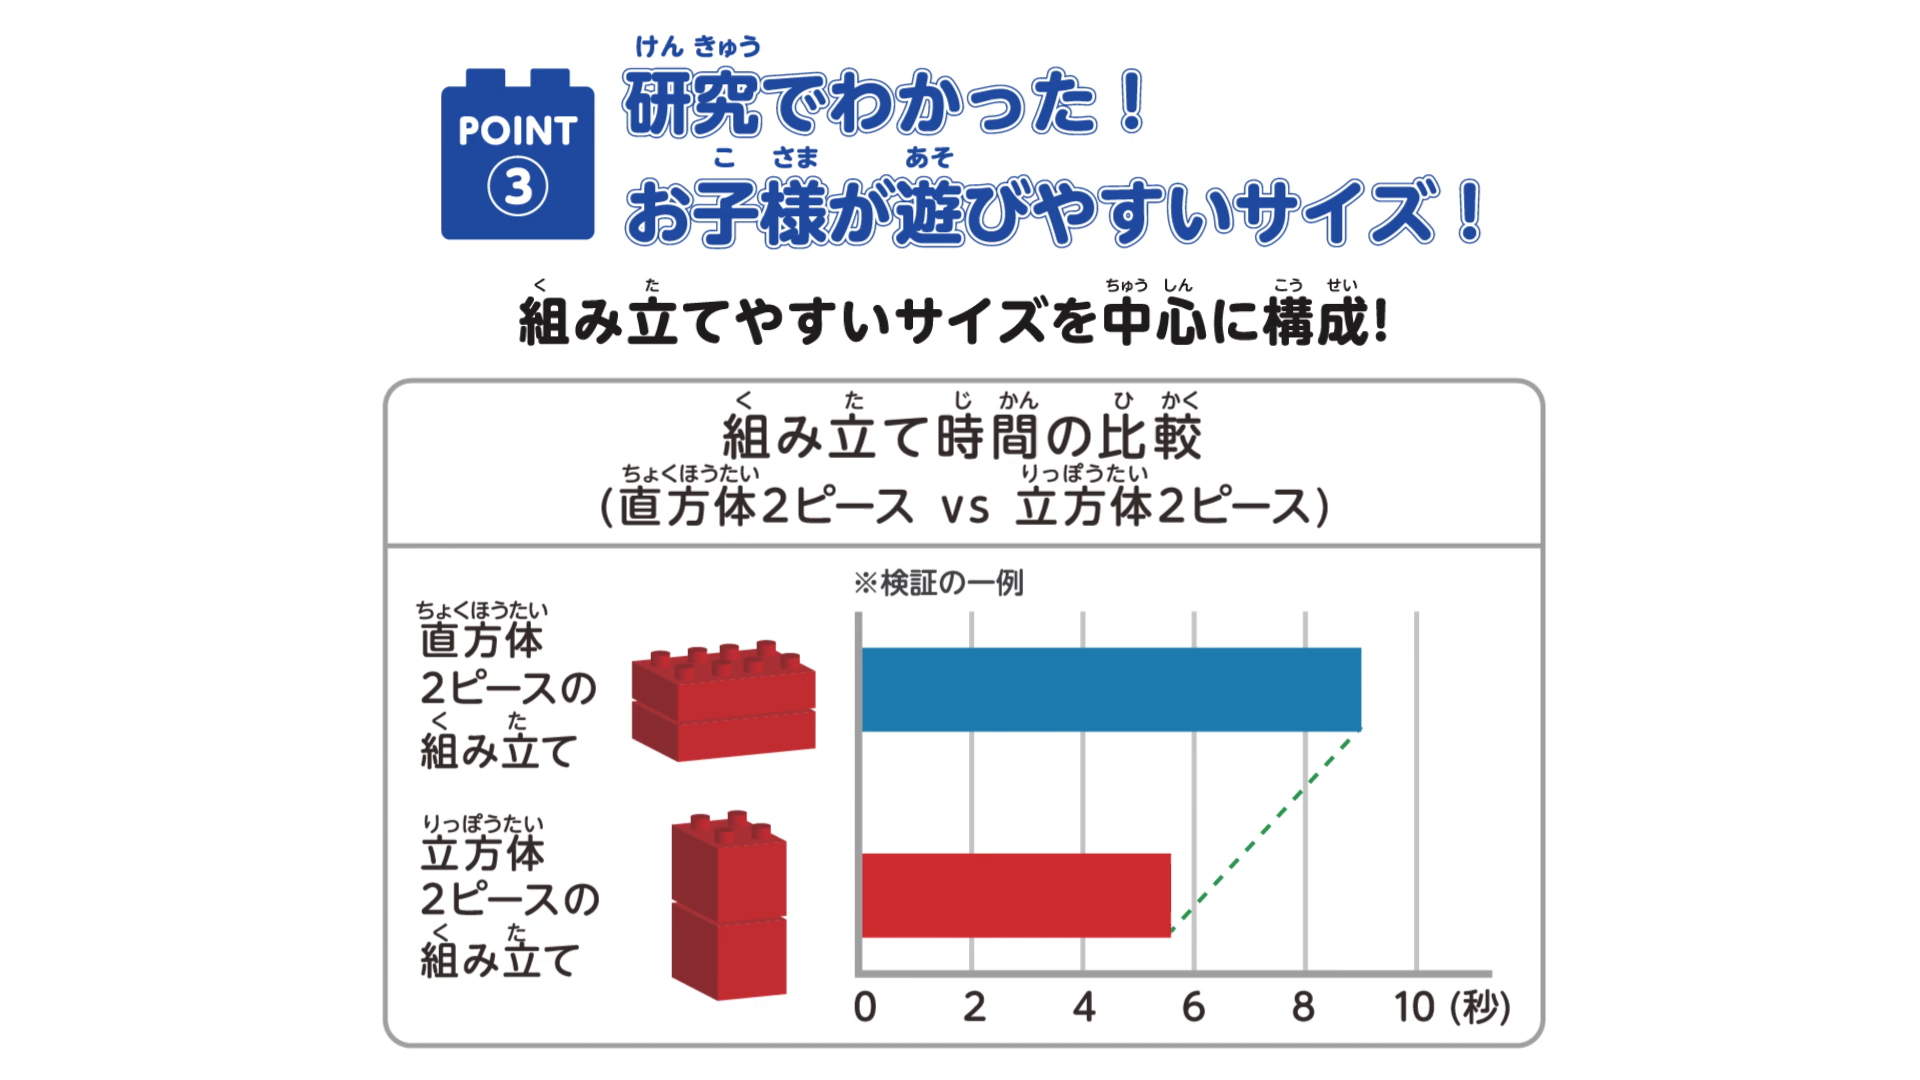 POINT
③
けんきゅう
研究でわかった！
こ さま あそ
お子様が遊びやすいサイズ！
く た ちゅう しん こう せい
組み立てやすいサイズを中心に構成!
く た じ かん ひ かく
組み立て時間の比較
ちょくほうたい りっぽうたい
(直方体2ピース vs 立方体2ピース)
※検証の一例
ちょくほうたい
直方体
2ピースの
く た
組み立て
りっぽうたい
立方体
2ピースの
く た
組み立て
0 2 4 6 8 10 (秒)